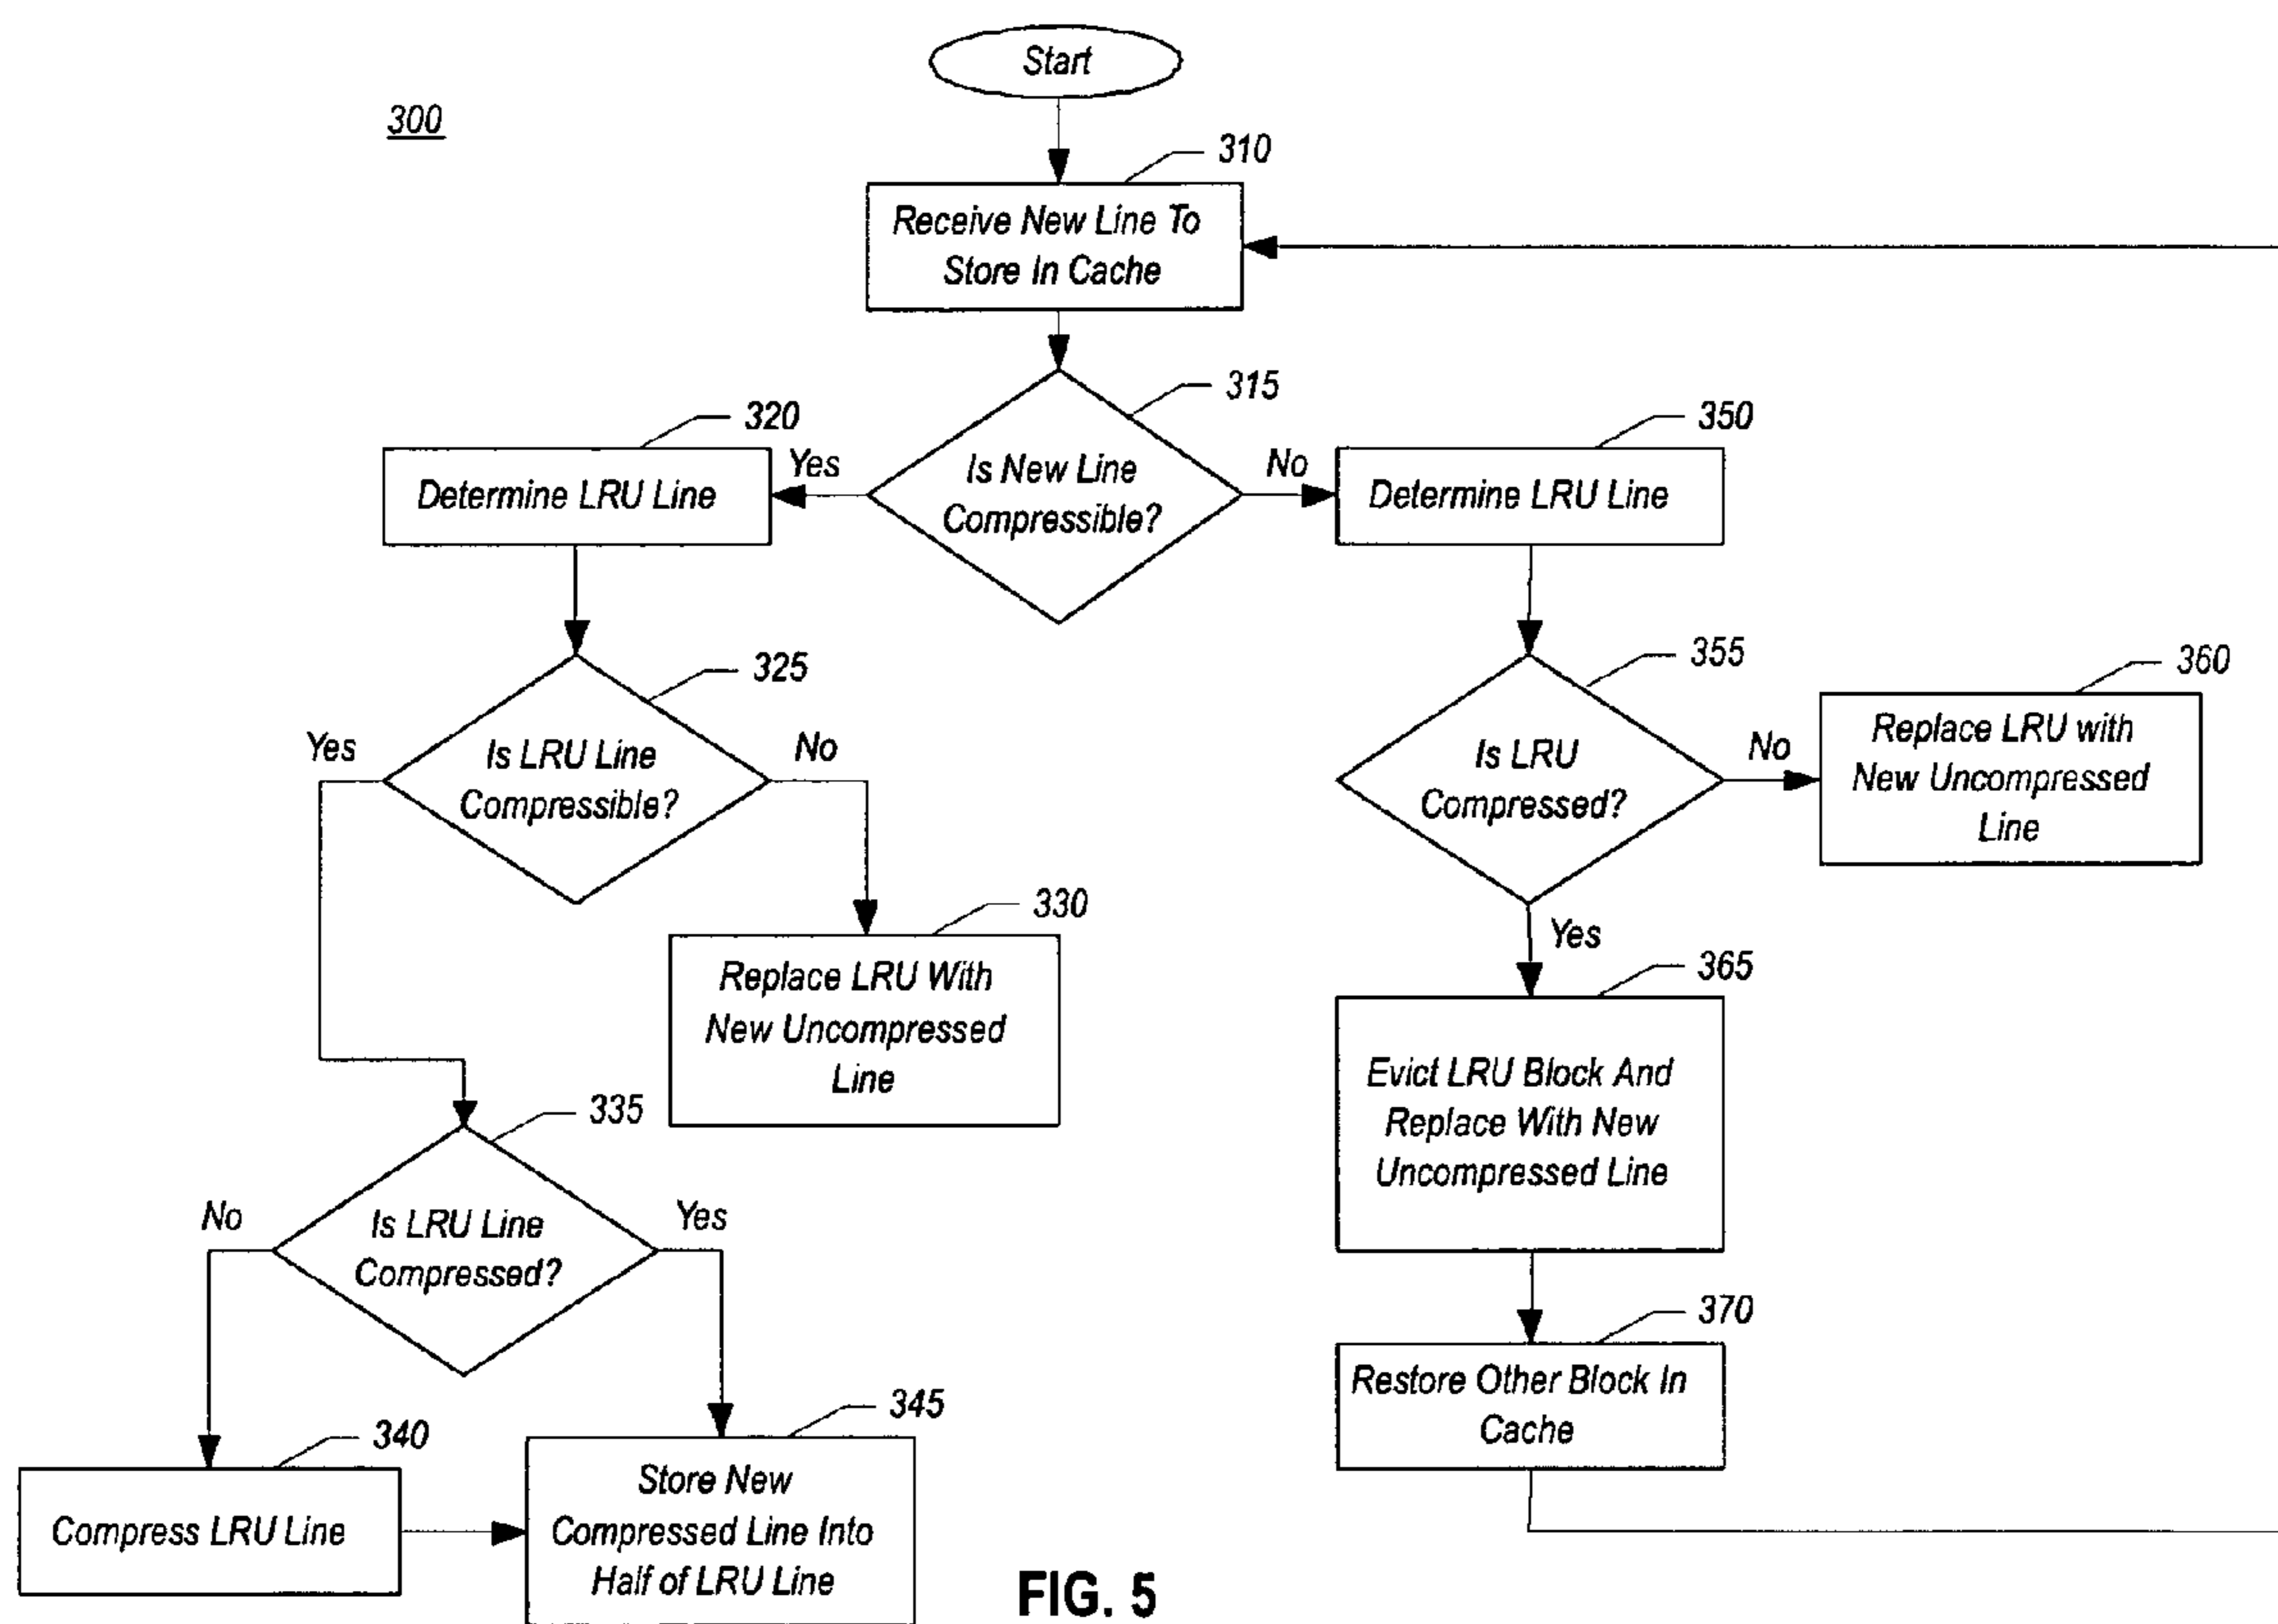 Start
300
310
Receive New Line To
Store In Cache
315
Is New Line
Compressible?
Yes
No
320
Determine LRU Line
350
Determine LRU Line
325
Is LRU Line
Compressible?
Yes
No
355
Is LRU
Compressed?
No
Yes
360
Replace LRU with
New Uncompressed
Line
330
Replace LRU With
New Uncompressed
Line
365
Evict LRU Block And
Replace With New
Uncompressed Line
335
Is LRU Line
Compressed?
No
Yes
370
Restore Other Block In
Cache
340
Compress LRU Line
345
Store New
Compressed Line Into
Half of LRU Line
FIG. 5